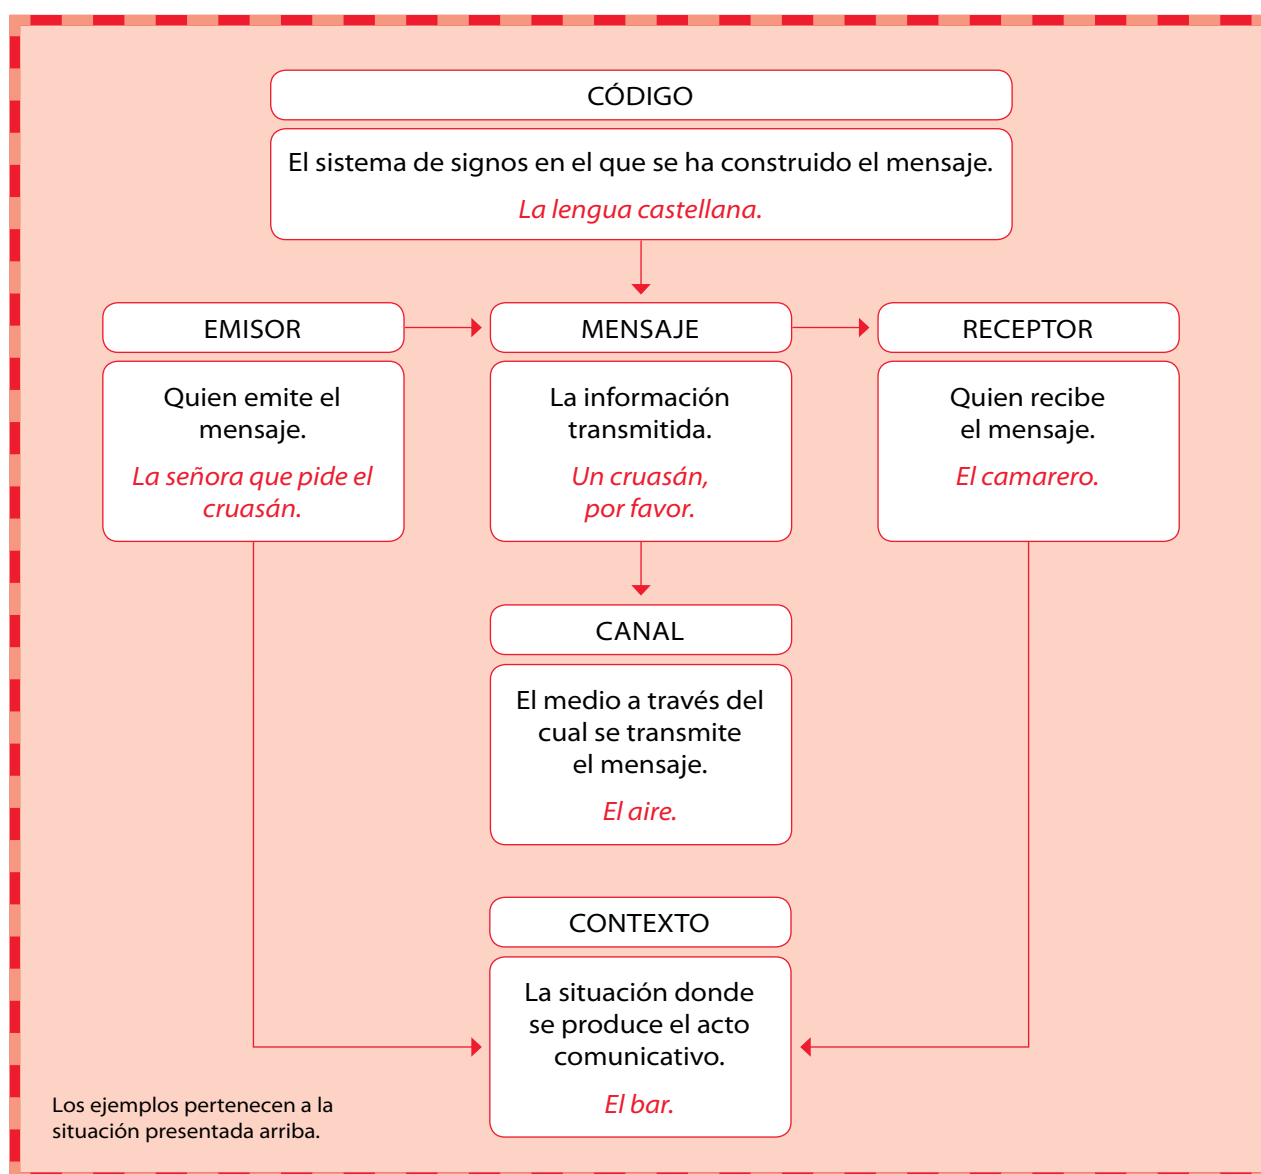 CÓDIGO
El sistema de signos en el que se ha construido el mensaje.
La lengua castellana.
EMISOR
Quien emite el
mensaje.
La señora que pide el
cruasán.
MENSAJE
La información
transmitida.
Un cruasán,
por favor.
RECEPTOR
Quien recibe
el mensaje.
El camarero.
CANAL
El medio a través del
cual se transmite
el mensaje.
El aire.
CONTEXTO
La situación donde
se produce el acto
comunicativo.
El bar.
Los ejemplos pertenecen a la
situación presentada arriba.